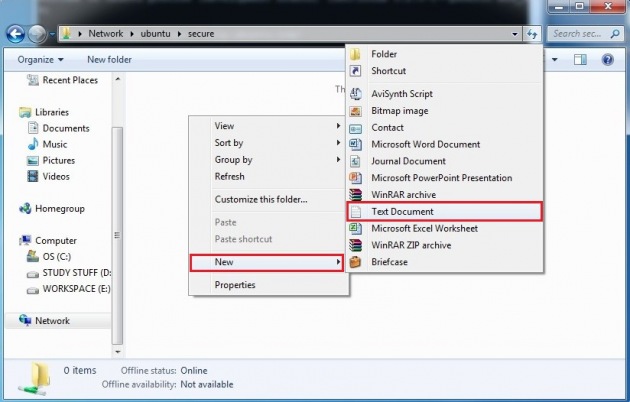 Network ▸ ubuntu ▸ secure
Search sec...
Organize
New folder
Recent Places
Libraries
Documents
Music
Pictures
Videos
Homegroup
Computer
OS (C:)
STUDY STUFF (D:
WORKSPACE (E:)
Network
Th
View
Sort by
Group by
Refresh
Customize this folder...
Paste
Paste shortcut
New
Properties
Folder
Shortcut
AviSynth Script
Bitmap image
Contact
Microsoft Word Document
Journal Document
Microsoft PowerPoint Presentation
WinRAR archive
Text Document
Microsoft Excel Worksheet
WinRAR ZIP archive
Briefcase
0 items
Offline status: Online
Offline availability: Not available